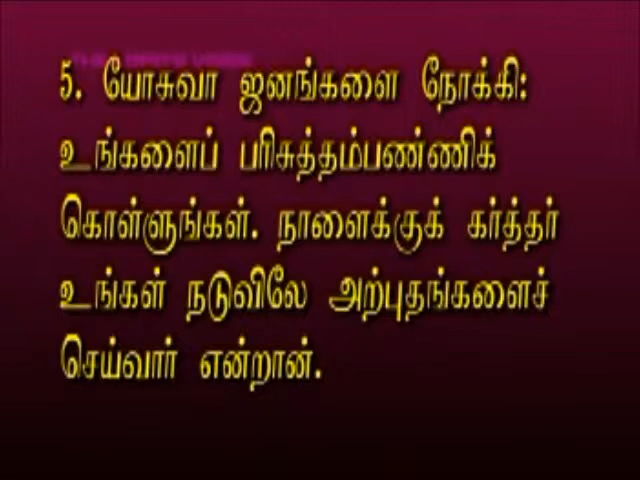 5. யோசுவா ஜனங்களை நோக்கி:
உங்களைப் பரிசுத்தம்பண்ணிக்
கொள்ளுங்கள். நாளைக்குக் கர்த்தர்
உங்கள் நடுவிலே அற்புதங்களைச்
செய்வார் என்றான்.